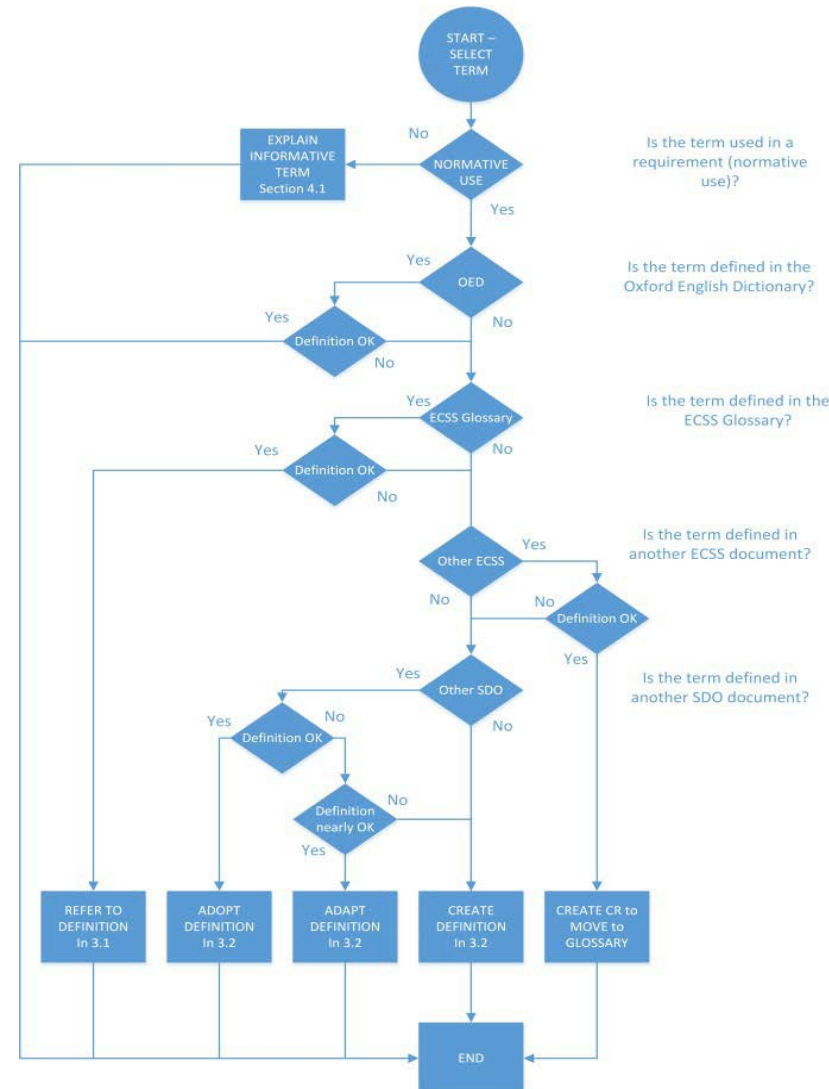 START –
SELECT
TERM
No
EXPLAIN
INFORMATIVE
TERM
Section 4.1
NORMATIVE
USE
Is the term used in a
requirement (normative
use)?
Yes
Yes
OED
Is the term defined in the
Oxford English Dictionary?
Yes
No
Definition OK
No
Yes
ECSS Glossary
Is the term defined in the
ECSS Glossary?
Yes
No
Definition OK
No
Other ECSS
Yes
Is the term defined in
another ECSS document?
No
No
Definition OK
Yes
Yes
Other SDO
Is the term defined in
another SDO document?
Yes
No
No
Definition OK
Definition
nearly OK
No
Yes
REFER TO
DEFINITION
In 3.1
ADOPT
DEFINITION
In 3.2
ADAPT
DEFINITION
In 3.2
CREATE
DEFINITION
In 3.2
CREATE CR to
MOVE to
GLOSSARY
END